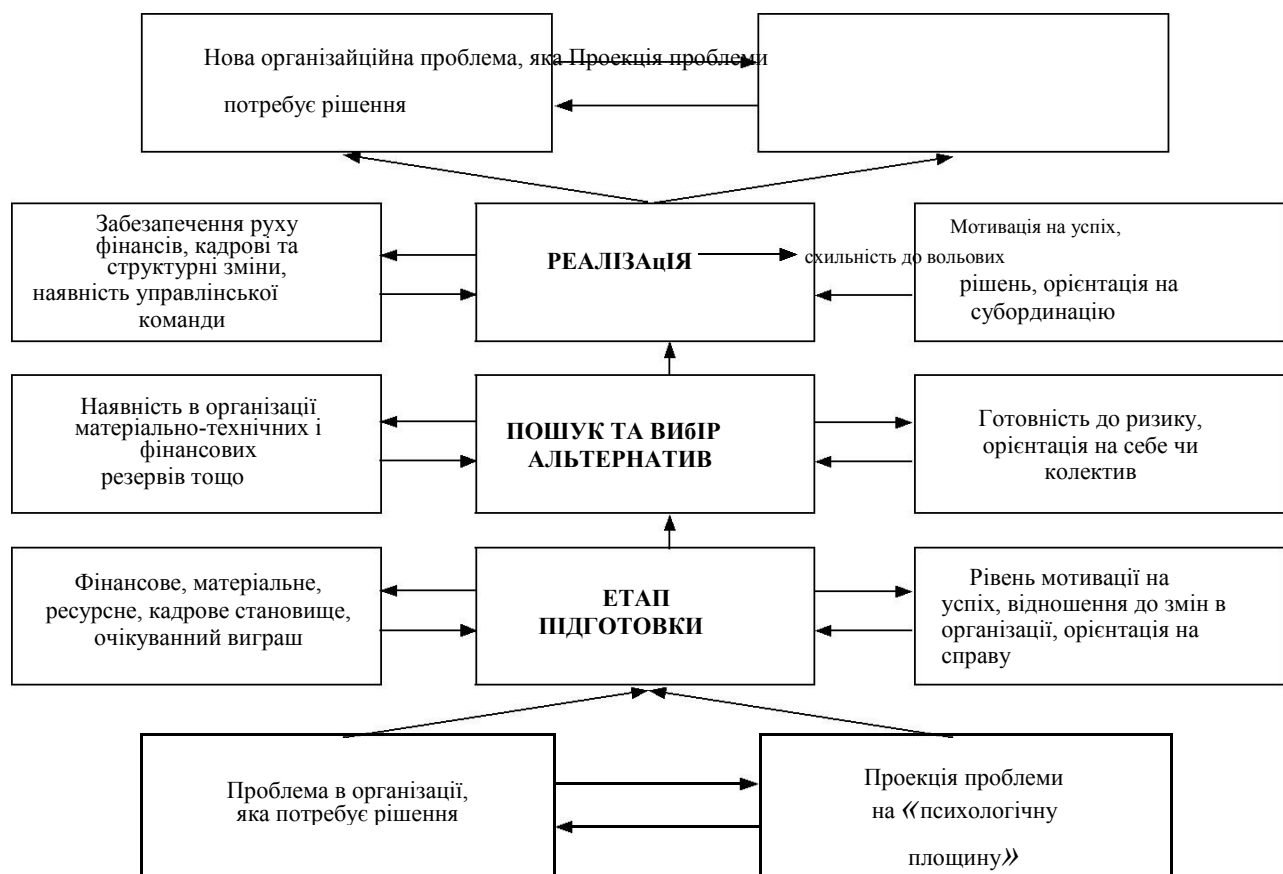 Нова організайційна проблема, яка Проекція проблеми
потребує рішення
Забезапечення руху
фінансів, кадрові та
структурні зміни,
наявність управлінської
команди
РЕАЛІЗАцІЯ
Мотивація на успіх,
схильність до вольових
рішень, орієнтація на
субординацію
Наявність в організації
матеріально-технічних і
фінансових
резервів тощо
ПОШУК ТА ВИбІР
АЛЬТЕРНАТИВ
Готовність до ризику,
орієнтація на себе чи
колектив
Фінансове, матеріальне,
ресурсне, кадрове становище,
очікуванний виграш
ЕТАП
ПІДГОТОВКИ
Рівень мотивації на
успіх, відношення до змін в
організації, орієнтація на
справу
Проблема в організації,
яка потребує рішення
Проекція проблеми
на «психологічну
площину»